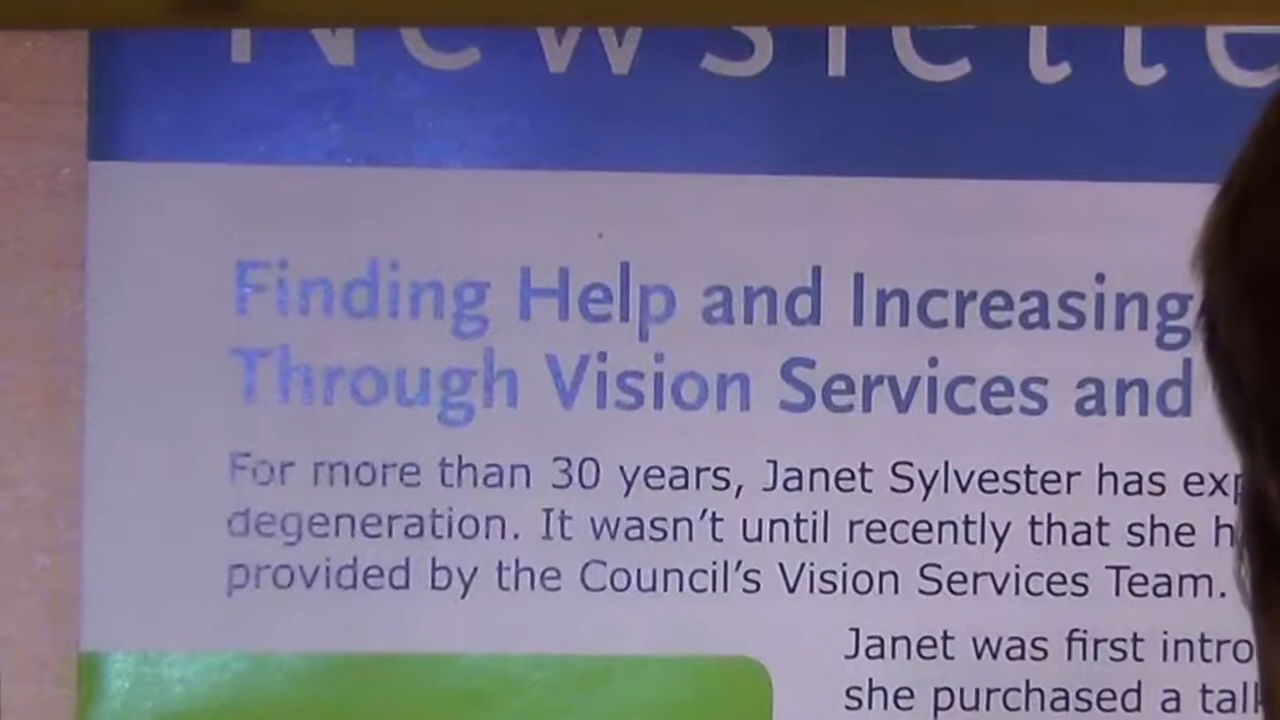 Newslette
Finding Help and Increasing
Through Vision Services and
For more than 30 years, Janet Sylvester has exp
degeneration. It wasn't until recently that she h
provided by the Council's Vision Services Team.
Janet was first intro
she purchased a talk